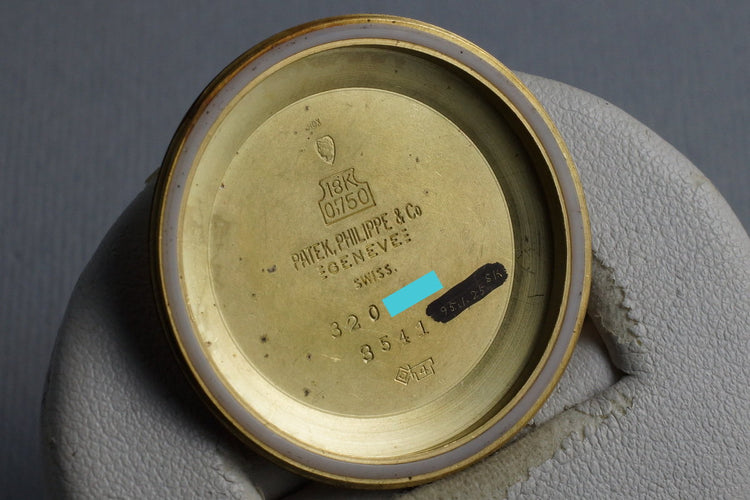 18K
0,750
PATEK, PHILIPPE & Co
GENEVE
SWISS.
320
3541